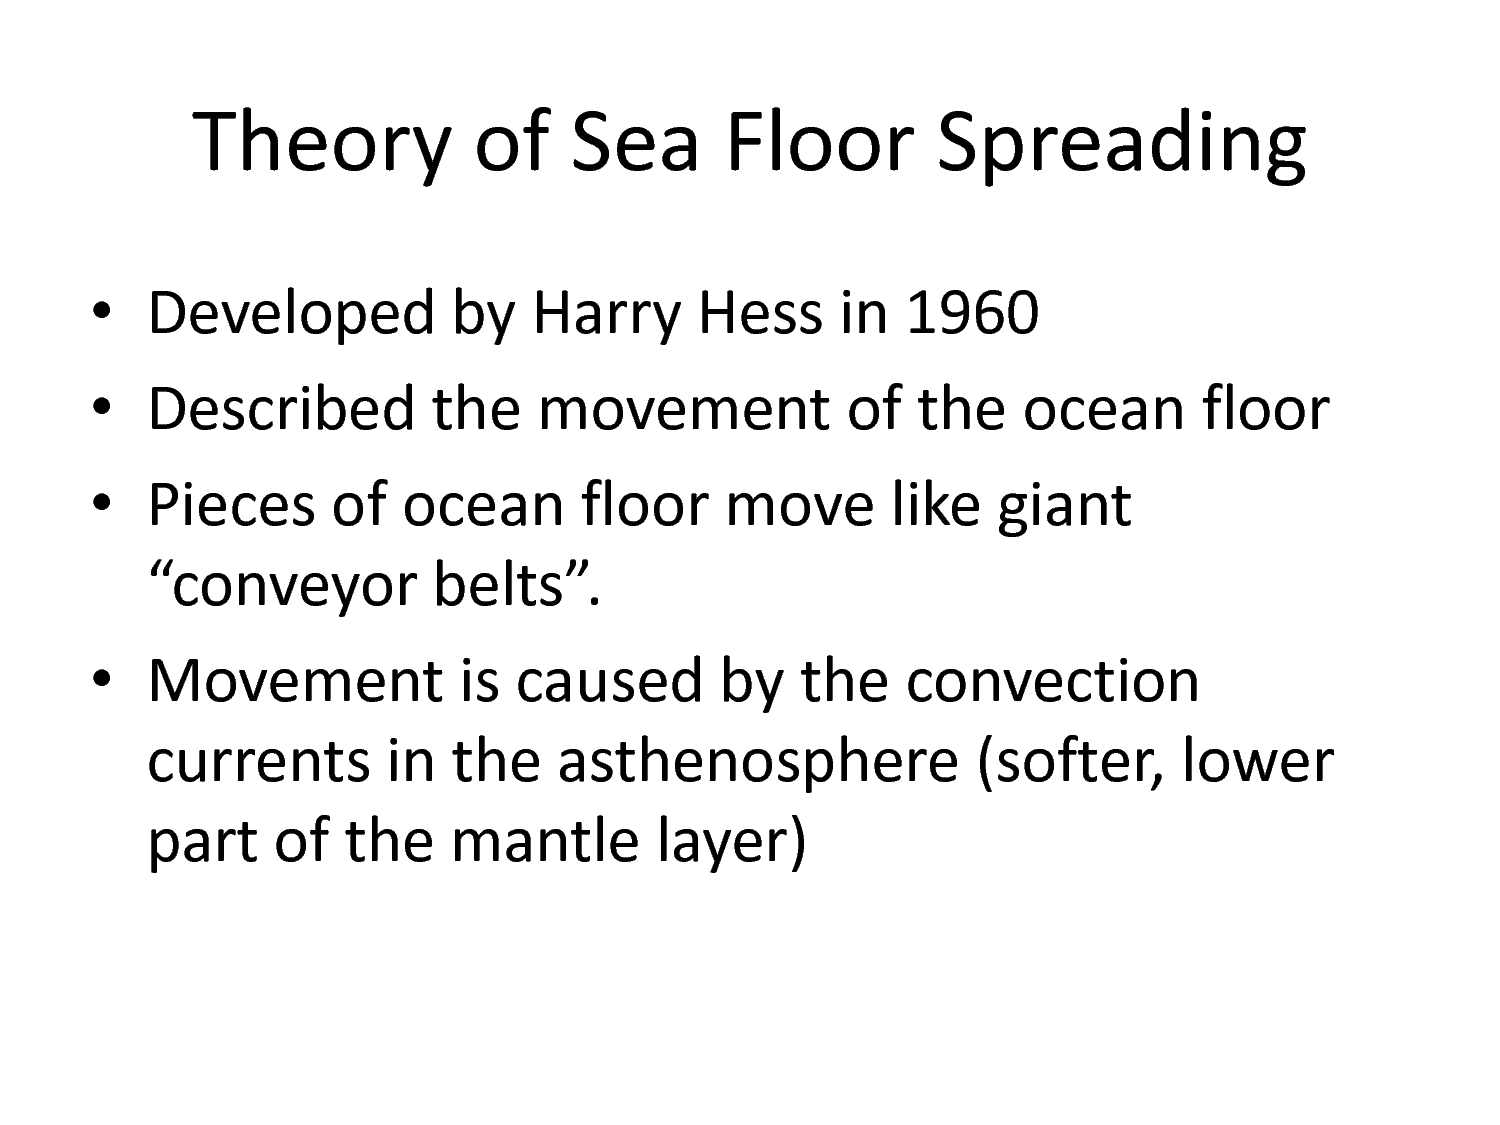 Theory of Sea Floor Spreading
• Developed by Harry Hess in 1960
• Described the movement of the ocean floor
• Pieces of ocean floor move like giant
“conveyor belts”.
• Movement is caused by the convection
currents in the asthenosphere (softer, lower
part of the mantle layer)